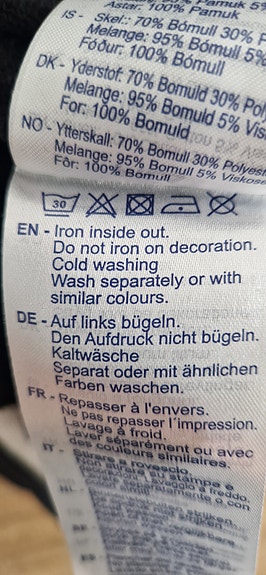 Astar: 100% Pamuk
IS - Skel: 70% Bómull 30% P
Melange: 95% Bómull 5%
Fóður: 100% Bómull
DK - Yderstof: 70% Bomuld 30% Pol
Melange: 95% Bomuld 5% Vis
For: 100% Bomuld
NO - Ytterskall: 70% Bomull 30% Polyest
Melange: 95% Bomull 5% Viskose
Fôr: 100% Bomull
30
EN - Iron inside out.
Do not iron on decoration.
Cold washing
Wash separately or with
similar colours.
DE - Auf links bügeln.
Den Aufdruck nicht bügeln.
Kaltwäsche
Separat oder mit ähnlichen
Farben waschen.
FR - Repasser à l'envers.
Ne pas repasser l'impression.
Lavage à froid.
Laver séparément ou avec
des couleurs similaires.
IT -